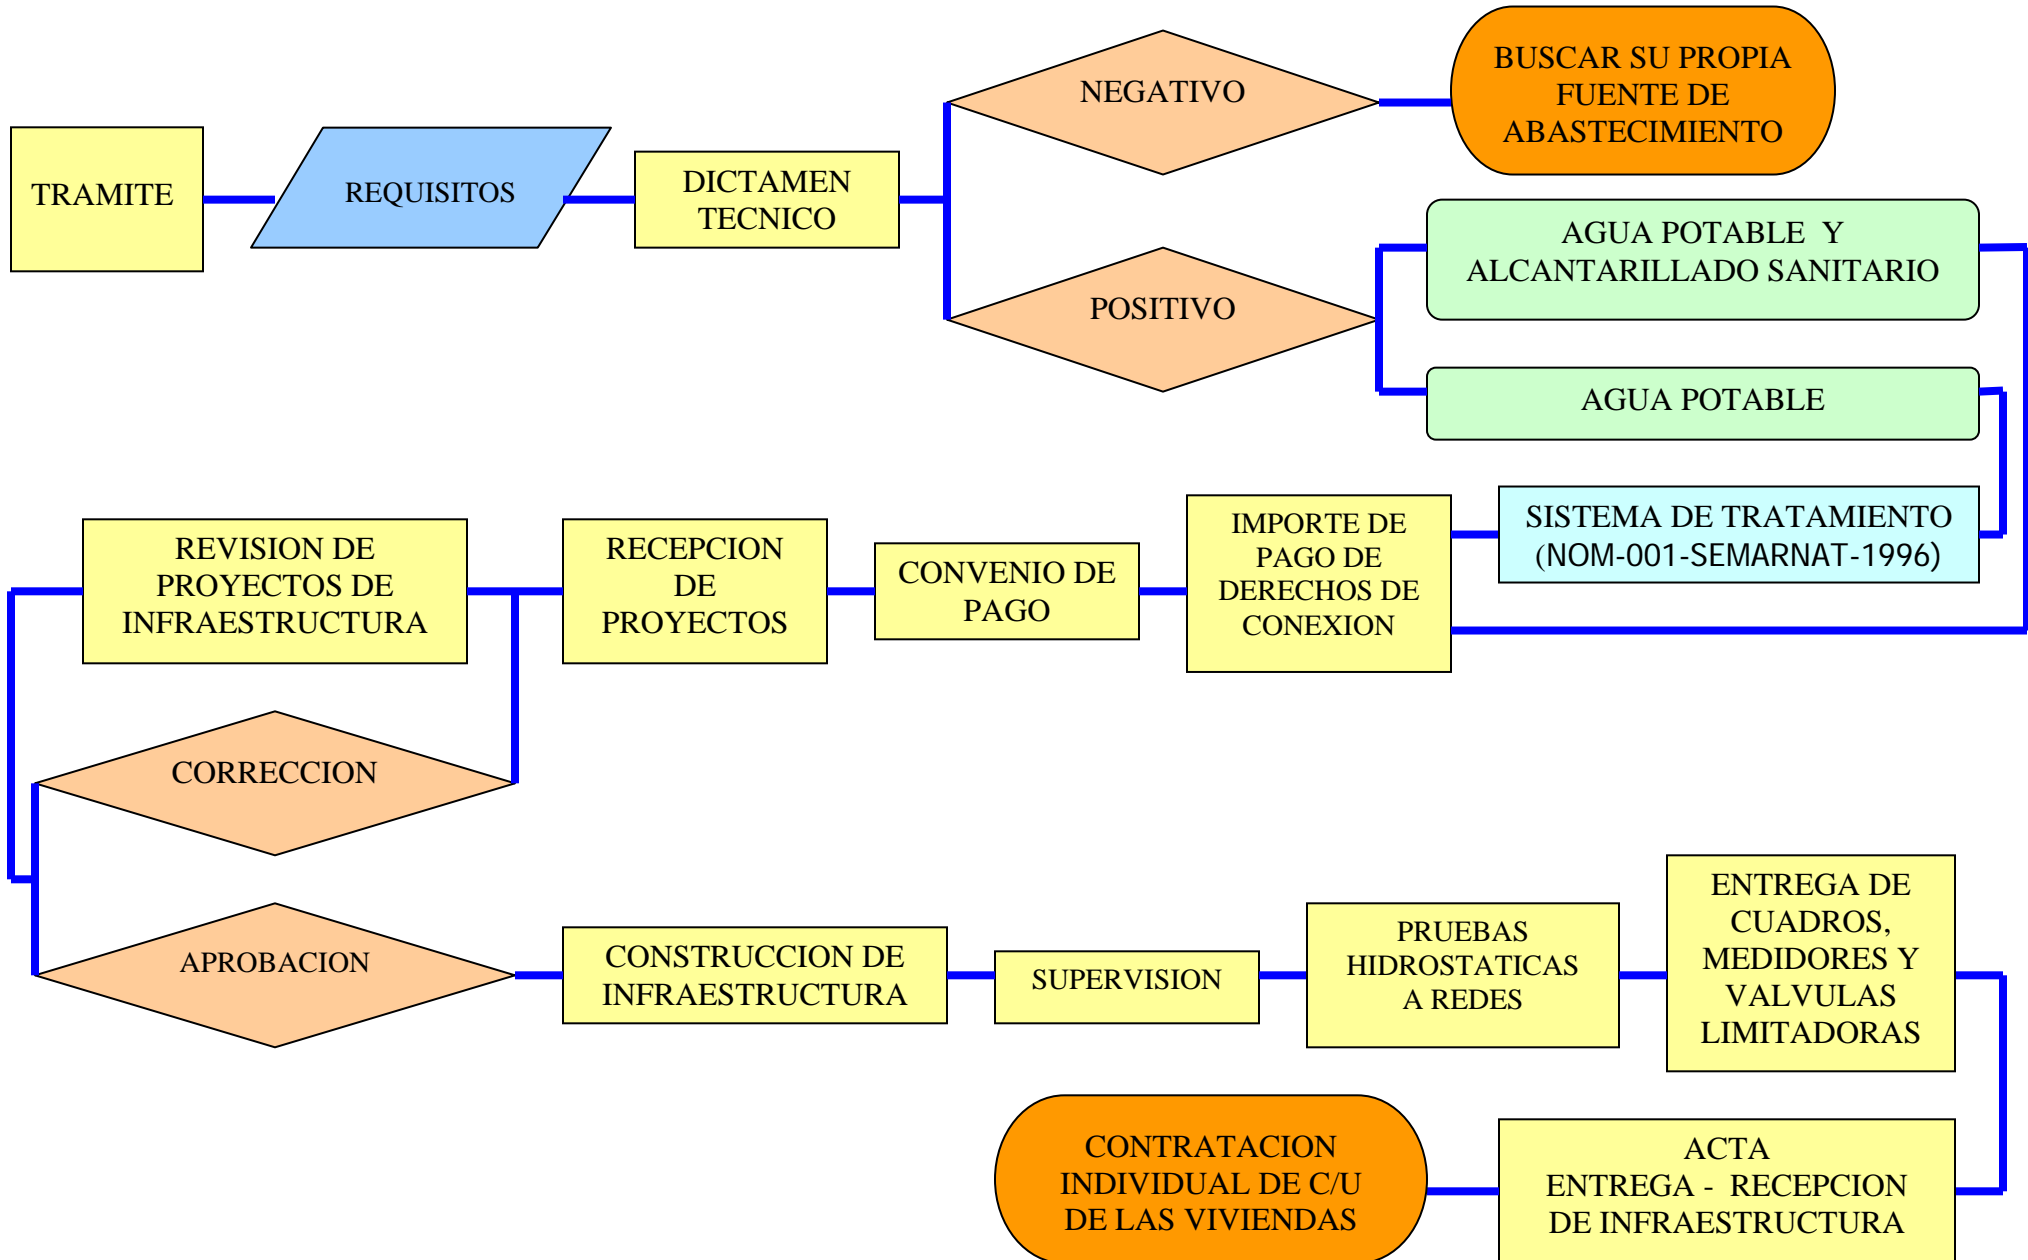 TRAMITE
REQUISITOS
DICTAMEN
TECNICO
NEGATIVO
BUSCAR SU PROPIA
FUENTE DE
ABASTECIMIENTO
POSITIVO
AGUA POTABLE Y
ALCANTARILLADO SANITARIO
AGUA POTABLE
SISTEMA DE TRATAMIENTO
(NOM-001-SEMARNAT-1996)
IMPORTE DE
PAGO DE
DERECHOS DE
CONEXION
CONVENIO DE
PAGO
RECEPCION
DE
PROYECTOS
REVISION DE
PROYECTOS DE
INFRAESTRUCTURA
CORRECCION
APROBACION
CONSTRUCCION DE
INFRAESTRUCTURA
SUPERVISION
PRUEBAS
HIDROSTATICAS
A REDES
ENTREGA DE
CUADROS,
MEDIDORES Y
VALVULAS
LIMITADORAS
ACTA
ENTREGA - RECEPCION
DE INFRAESTRUCTURA
CONTRATACION
INDIVIDUAL DE C/U
DE LAS VIVIENDAS